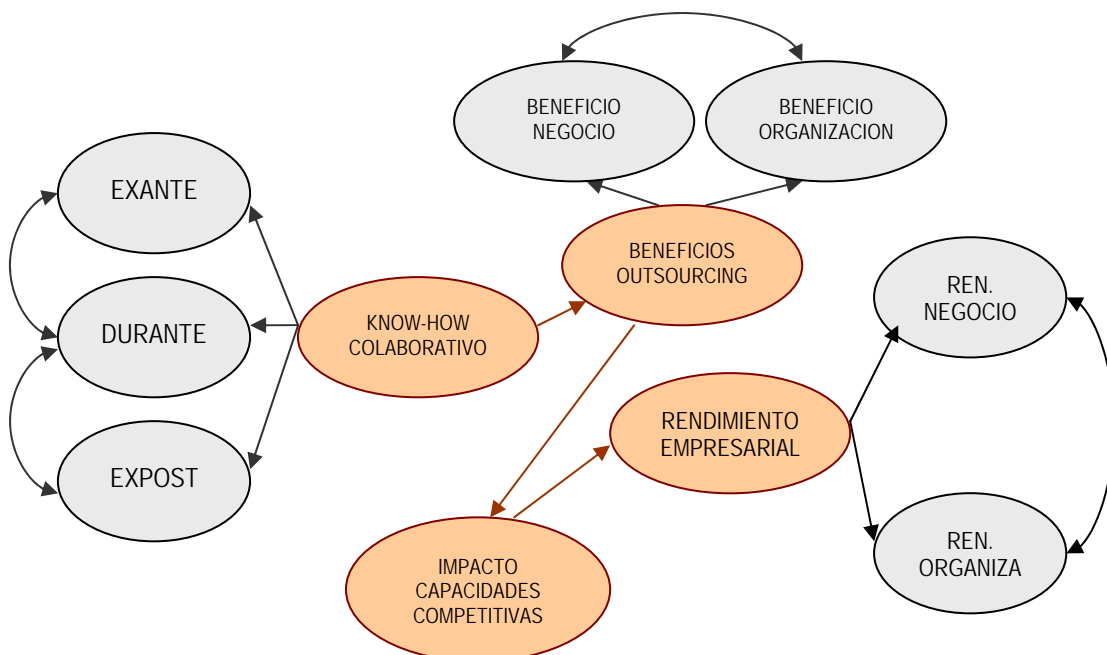 BENEFICIO
NEGOCIO
BENEFICIO
ORGANIZACION
EXANTE
BENEFICIOS
OUTSOURCING
REN.
NEGOCIO
DURANTE
KNOW-HOW
COLABORATIVO
RENDIMIENTO
EMPRESARIAL
EXPOST
REN.
ORGANIZA
IMPACTO
CAPACIDADES
COMPETITIVAS